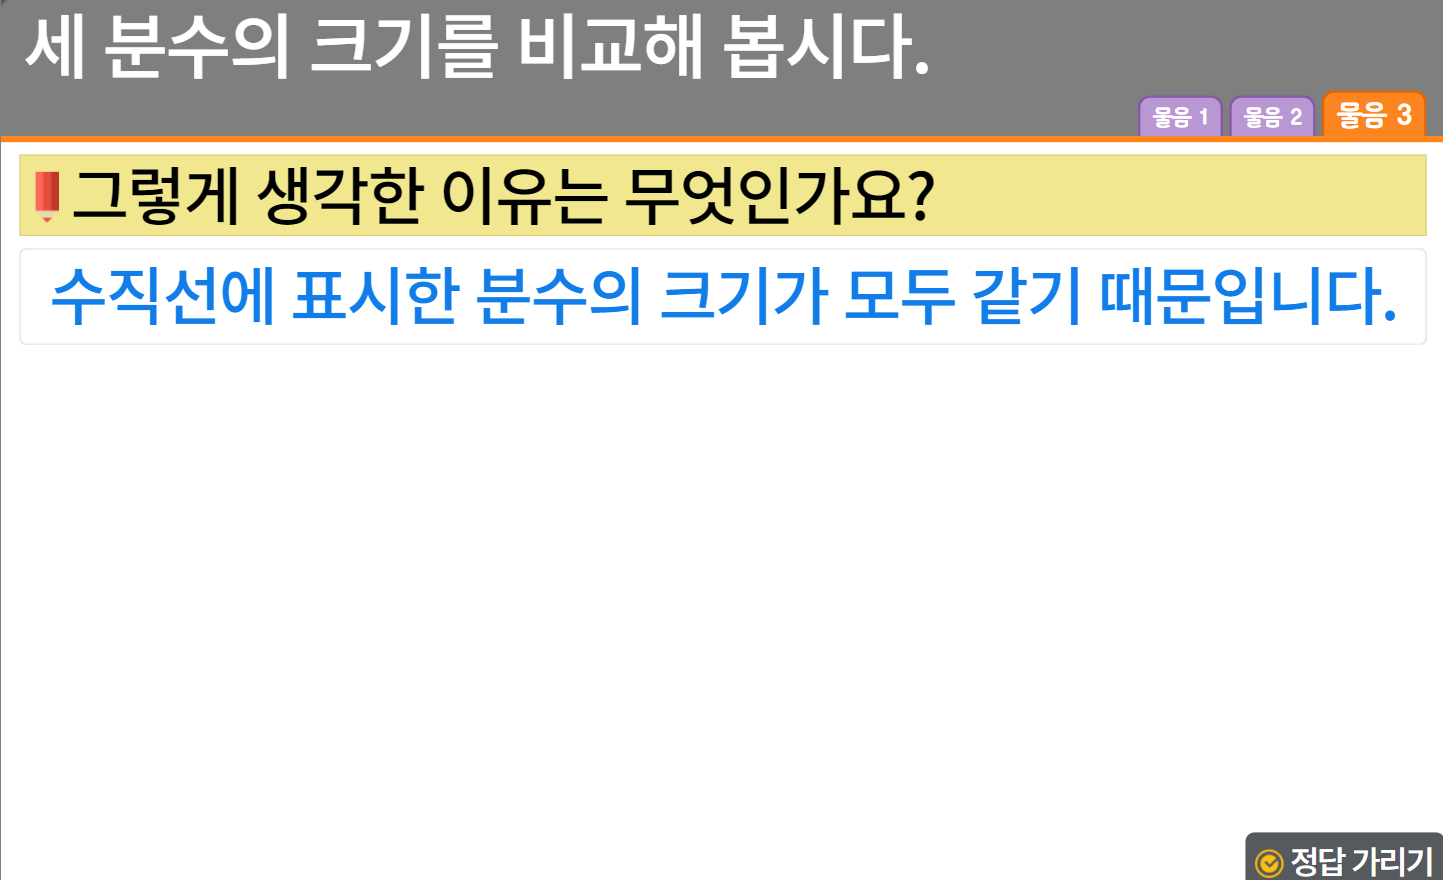 세 분수의 크기를 비교해 봅시다.
물음 1 물음 2 물음 3
그렇게 생각한 이유는 무엇인가요?
수직선에 표시한 분수의 크기가 모두 같기 때문입니다.
정답 가리기